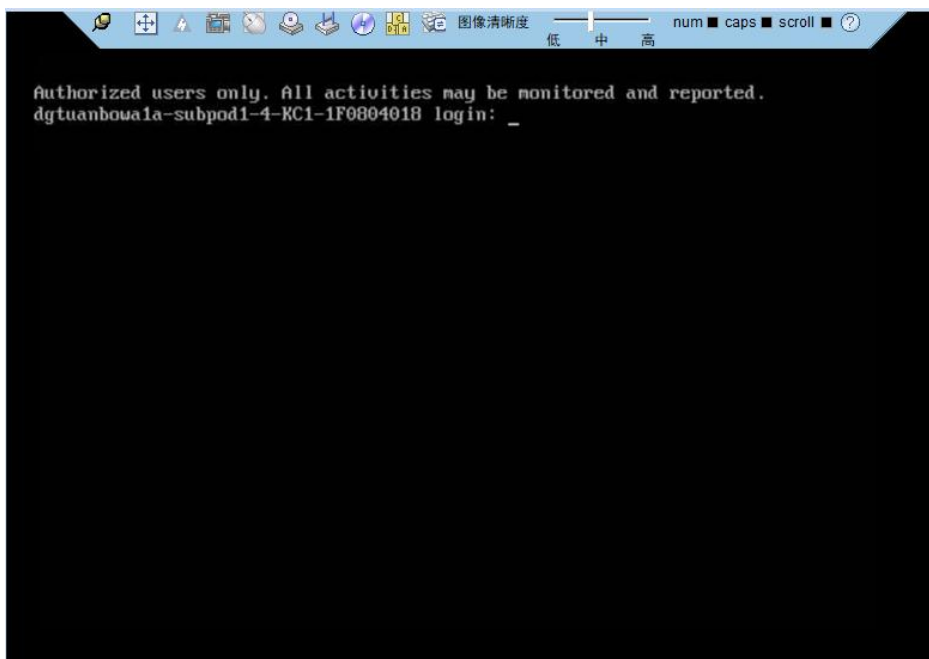 图像清晰度 低 中 高 num caps scroll ?
Authorized users only. All activities may be monitored and reported.
dgtuanbowa1a-subpod1-4-KC1-1F0804018 login: _